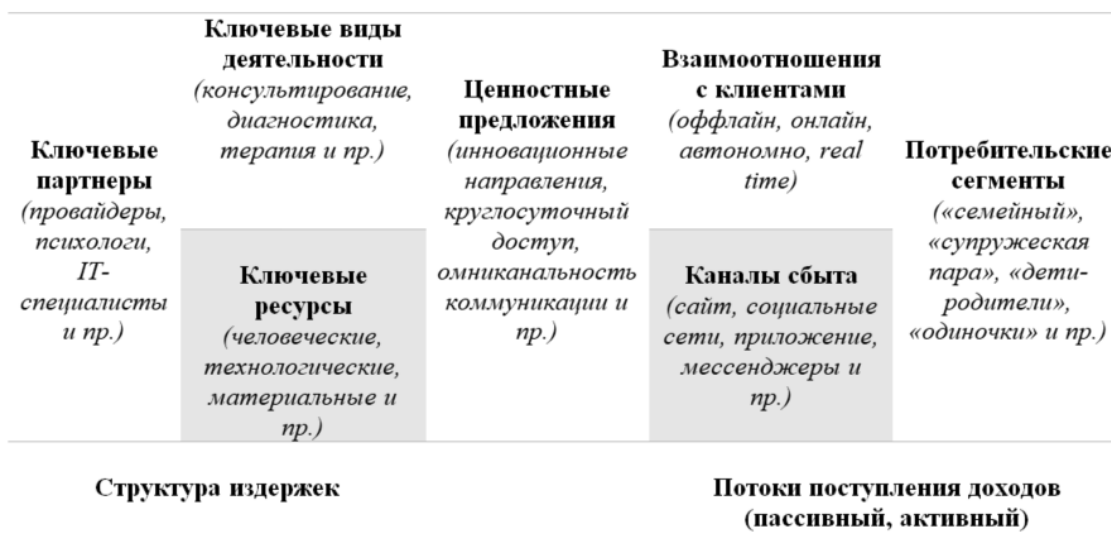 Ключевые
партнеры
(провайдеры,
психологи,
IT-
специалисты
и пр.)
Ключевые виды
деятельности
(консультирование,
диагностика,
терапия и пр.)
Ключевые
ресурсы
(человеческие,
технологические,
материальные и
пр.)
Ценностные
предложения
(инновационные
направления,
круглосуточный
доступ,
омниканальность
коммуникации и
пр.)
Взаимоотношения
с клиентами
(оффлайн, онлайн,
автономно, real
time)
Каналы сбыта
(сайт, социальные
сети, приложение,
мессенджеры и
пр.)
Потребительские
сегменты
(«семейный»,
«супружеская
пара», «дети-
родители»,
«одиночки» и пр.)
Структура издержек
Потоки поступления доходов
(пассивный, активный)